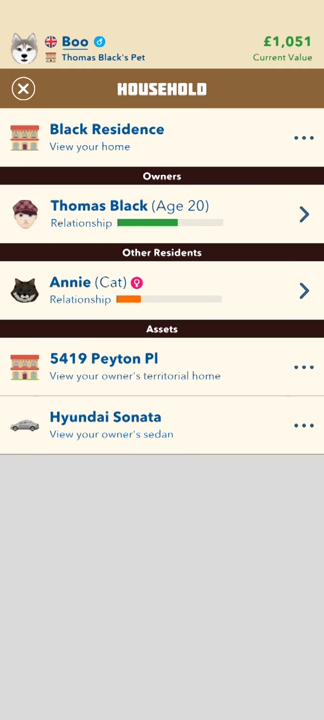 Boo
£1,051
Thomas Black's Pet
Current Value
HOUSEHOLD
Black Residence
View your home
Owners
Thomas Black (Age 20)
Relationship
Other Residents
Annie (Cat)
Relationship
Assets
5419 Peyton Pl
View your owner's territorial home
Hyundai Sonata
View your owner's sedan